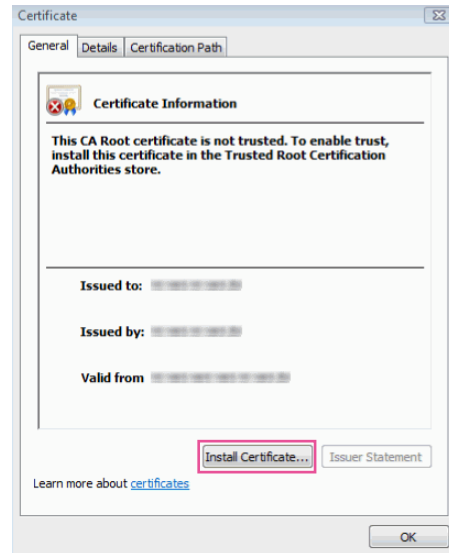 Certificate
General Details Certification Path
Certificate Information
This CA Root certificate is not trusted. To enable trust,
install this certificate in the Trusted Root Certification
Authorities store.
Issued to:
Issued by:
Valid from
Install Certificate... Issuer Statement
Learn more about certificates
OK